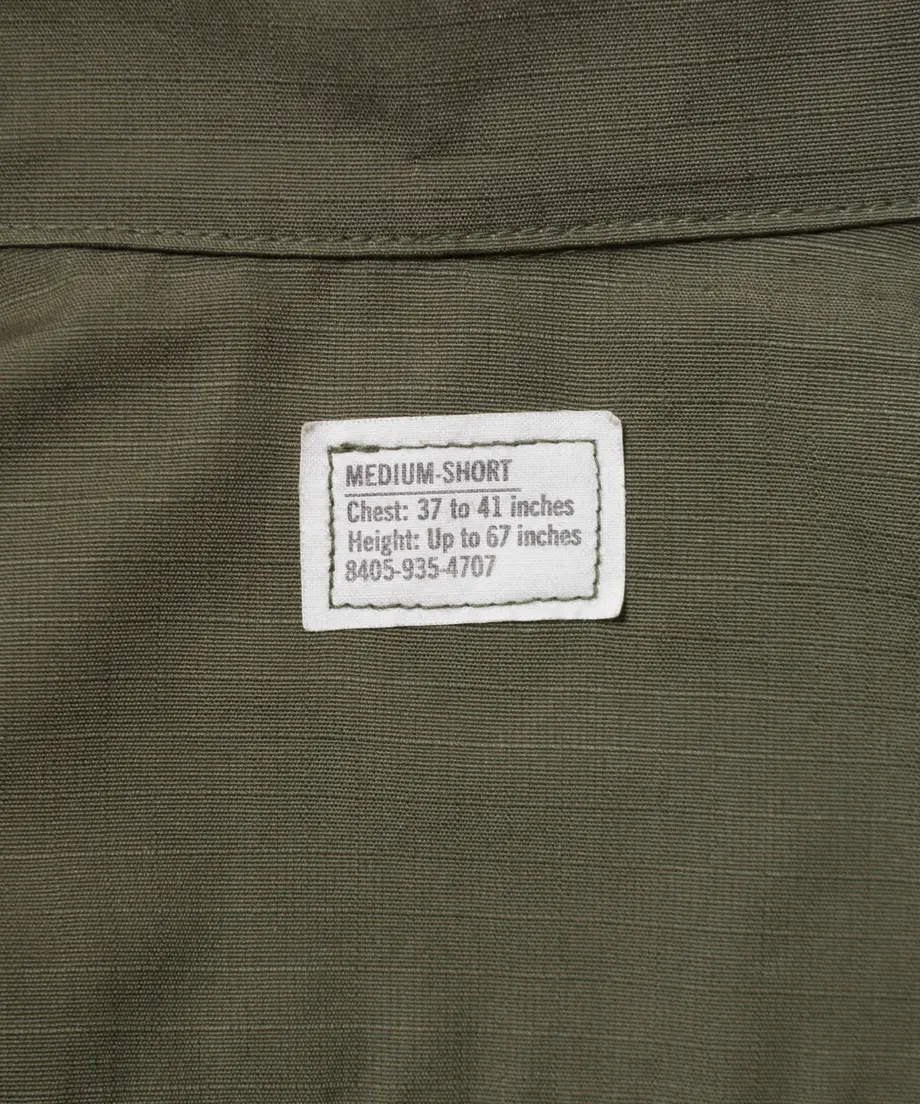 MEDIUM-SHORT
Chest: 37 to 41 inches
Height: Up to 67 inches
8405-935-4707